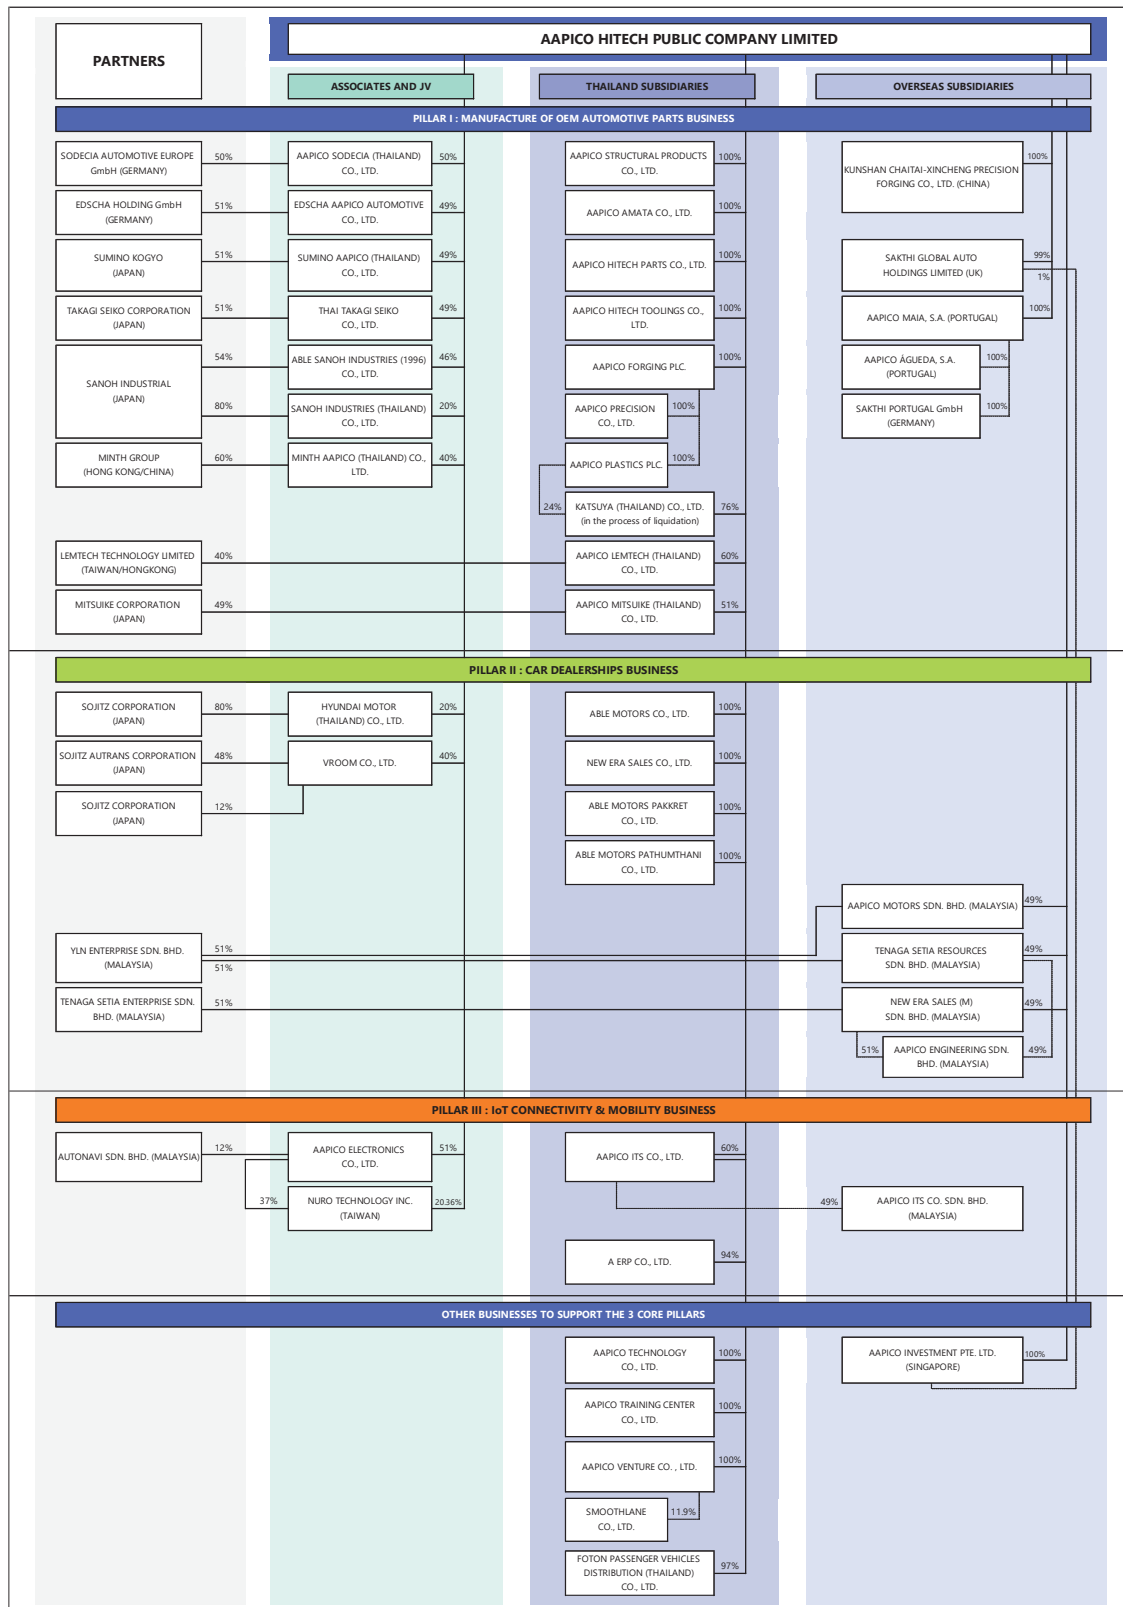 AAPICO HITECH PUBLIC COMPANY LIMITED
PARTNERS
ASSOCIATES AND JV
THAILAND SUBSIDIARIES
OVERSEAS SUBSIDIARIES
PILLAR I : MANUFACTURE OF OEM AUTOMOTIVE PARTS BUSINESS
SODECIA AUTOMOTIVE EUROPE
GmbH (GERMANY)
50%
AAPICO SODECIA (THAILAND)
CO., LTD.
50%
AAPICO STRUCTURAL PRODUCTS
CO., LTD.
100%
KUNSHAN CHAITAI-XINCHENG PRECISION
FORGING CO., LTD. (CHINA)
100%
EDSCHA HOLDING GmbH
(GERMANY)
51%
EDSCHA AAPICO AUTOMOTIVE
CO., LTD.
49%
AAPICO AMATA CO., LTD.
100%
SUMINO KOGYO
(JAPAN)
51%
SUMINO AAPICO (THAILAND)
CO., LTD.
49%
AAPICO HITECH PARTS CO., LTD.
100%
SAKTHI GLOBAL AUTO
HOLDINGS LIMITED (UK)
99%
1%
TAKAGI SEIKO CORPORATION
(JAPAN)
51%
THAI TAKAGI SEIKO
CO., LTD.
49%
AAPICO HITECH TOOLINGS CO.,
LTD.
100%
AAPICO MAIA, S.A. (PORTUGAL)
100%
SANOH INDUSTRIAL
(JAPAN)
54%
ABLE SANOH INDUSTRIES (1996)
CO., LTD.
46%
AAPICO FORGING PLC.
100%
AAPICO ÁGUEDA, S.A.
(PORTUGAL)
100%
80%
SANOH INDUSTRIES (THAILAND)
CO., LTD.
20%
AAPICO PRECISION
CO., LTD.
100%
SAKTHI PORTUGAL GmbH
(GERMANY)
100%
MINTH GROUP
(HONG KONG/CHINA)
60%
MINTH AAPICO (THAILAND) CO.,
LTD.
40%
AAPICO PLASTICS PLC.
100%
24%
KATSUYA (THAILAND) CO., LTD.
(in the process of liquidation)
76%
LEMTECH TECHNOLOGY LIMITED
(TAIWAN/HONGKONG)
40%
AAPICO LEMTECH (THAILAND)
CO., LTD.
60%
MITSUIKE CORPORATION
(JAPAN)
49%
AAPICO MITSUIKE (THAILAND)
CO., LTD.
51%
PILLAR II : CAR DEALERSHIPS BUSINESS
SOJITZ CORPORATION
(JAPAN)
80%
HYUNDAI MOTOR
(THAILAND) CO., LTD.
20%
ABLE MOTORS CO., LTD.
100%
SOJITZ AUTRANS CORPORATION
(JAPAN)
48%
VROOM CO., LTD.
40%
NEW ERA SALES CO., LTD.
100%
SOJITZ CORPORATION
(JAPAN)
12%
ABLE MOTORS PAKKRET
CO., LTD.
100%
ABLE MOTORS PATHUMTHANI
CO., LTD.
100%
AAPICO MOTORS SDN. BHD. (MALAYSIA)
49%
YLN ENTERPRISE SDN. BHD.
(MALAYSIA)
51%
51%
TENAGA SETIA RESOURCES
SDN. BHD. (MALAYSIA)
49%
TENAGA SETIA ENTERPRISE SDN.
BHD. (MALAYSIA)
51%
NEW ERA SALES (M)
SDN. BHD. (MALAYSIA)
49%
51%
AAPICO ENGINEERING SDN.
BHD. (MALAYSIA)
49%
PILLAR III : IoT CONNECTIVITY & MOBILITY BUSINESS
AUTONAVI SDN. BHD. (MALAYSIA)
12%
AAPICO ELECTRONICS
CO., LTD.
51%
AAPICO ITS CO., LTD.
60%
37%
NURO TECHNOLOGY INC.
(TAIWAN)
20.36%
49%
AAPICO ITS CO. SDN. BHD.
(MALAYSIA)
A ERP CO., LTD.
94%
OTHER BUSINESSES TO SUPPORT THE 3 CORE PILLARS
AAPICO TECHNOLOGY
CO., LTD.
100%
AAPICO INVESTMENT PTE. LTD.
(SINGAPORE)
100%
AAPICO TRAINING CENTER
CO., LTD.
100%
AAPICO VENTURE CO. , LTD.
100%
SMOOTHLANE
CO., LTD.
11.9%
FOTON PASSENGER VEHICLES
DISTRIBUTION (THAILAND)
CO., LTD.
97%